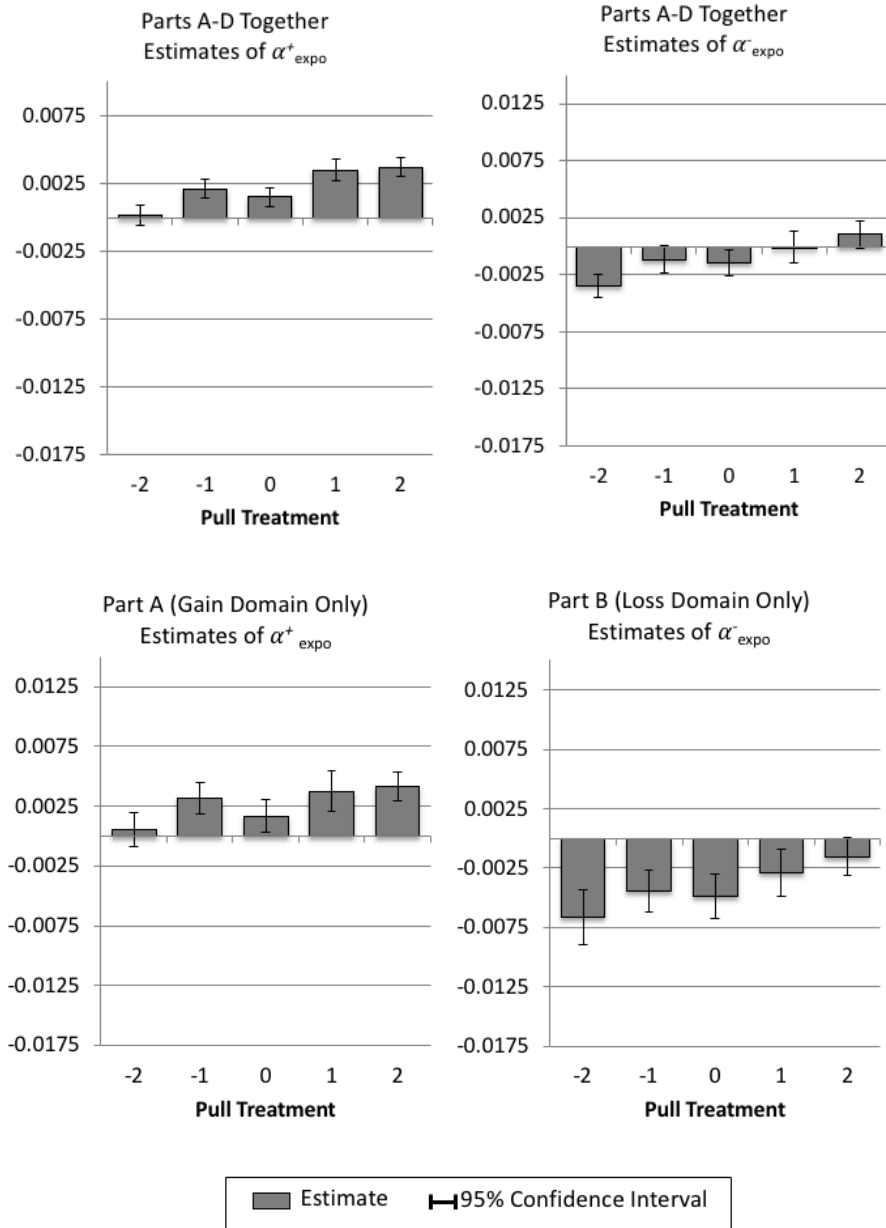 Parts A-D Together
Estimates of α⁺expo
0.0075
0.0025
-0.0025
-0.0075
-0.0125
-0.0175
-2 -1 0 1 2
Pull Treatment
Parts A-D Together
Estimates of α⁻expo
0.0125
0.0075
0.0025
-0.0025
-0.0075
-0.0125
-0.0175
-2 -1 0 1 2
Pull Treatment
Part A (Gain Domain Only)
Estimates of α⁺ expo
0.0125
0.0075
0.0025
-0.0025
-0.0075
-0.0125
-0.0175
-2 -1 0 1 2
Pull Treatment
Part B (Loss Domain Only)
Estimates of α⁻expo
0.0125
0.0075
0.0025
-0.0025
-0.0075
-0.0125
-0.0175
-2 -1 0 1 2
Pull Treatment
Estimate 95% Confidence Interval